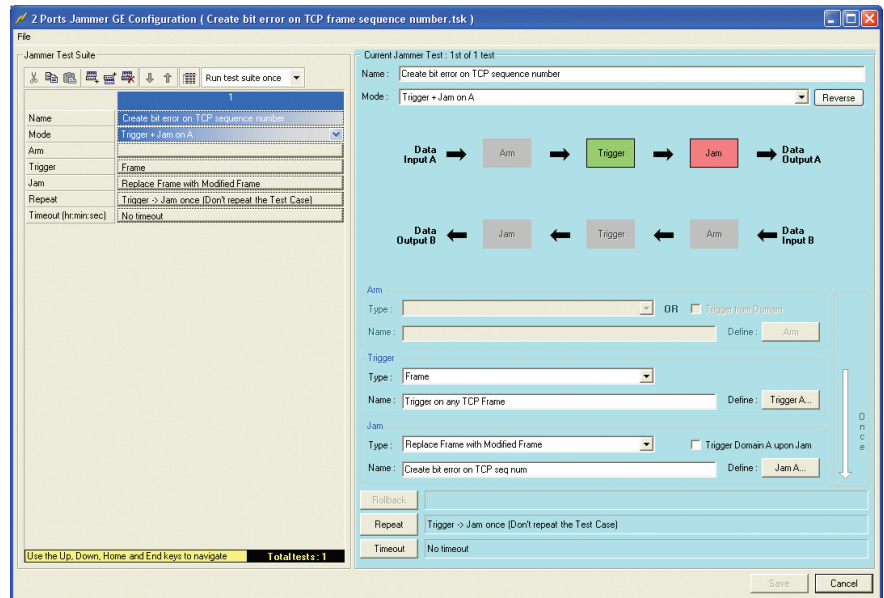 2 Ports Jammer GE Configuration ( Create bit error on TCP frame sequence number.tsk )
File
Jammer Test Suite
Run test suite once
1
Name Create bit error on TCP sequence number
Mode Trigger + Jam on A
Arm
Trigger Frame
Jam Replace Frame with Modified Frame
Repeat Trigger -> Jam once (Don't repeat the Test Case)
Timeout (hr:min:sec) No timeout
Use the Up, Down, Home and End keys to navigate Total tests : 1
Current Jammer Test : 1st of 1 test
Name : Create bit error on TCP sequence number
Mode : Trigger + Jam on A Reverse
Data Input A Arm Trigger Jam Data Output A
Data Output B Jam Trigger Arm Data Input B
Arm
Type : OR Trigger from Domain
Name : Define : Arm
Trigger
Type : Frame
Name : Trigger on any TCP Frame Define : Trigger A...
Jam
Type : Replace Frame with Modified Frame Trigger Domain A upon Jam
Name : Create bit error on TCP seq num Define : Jam A...
Once
Rollback
Repeat Trigger -> Jam once (Don't repeat the Test Case)
Timeout No timeout
Save Cancel